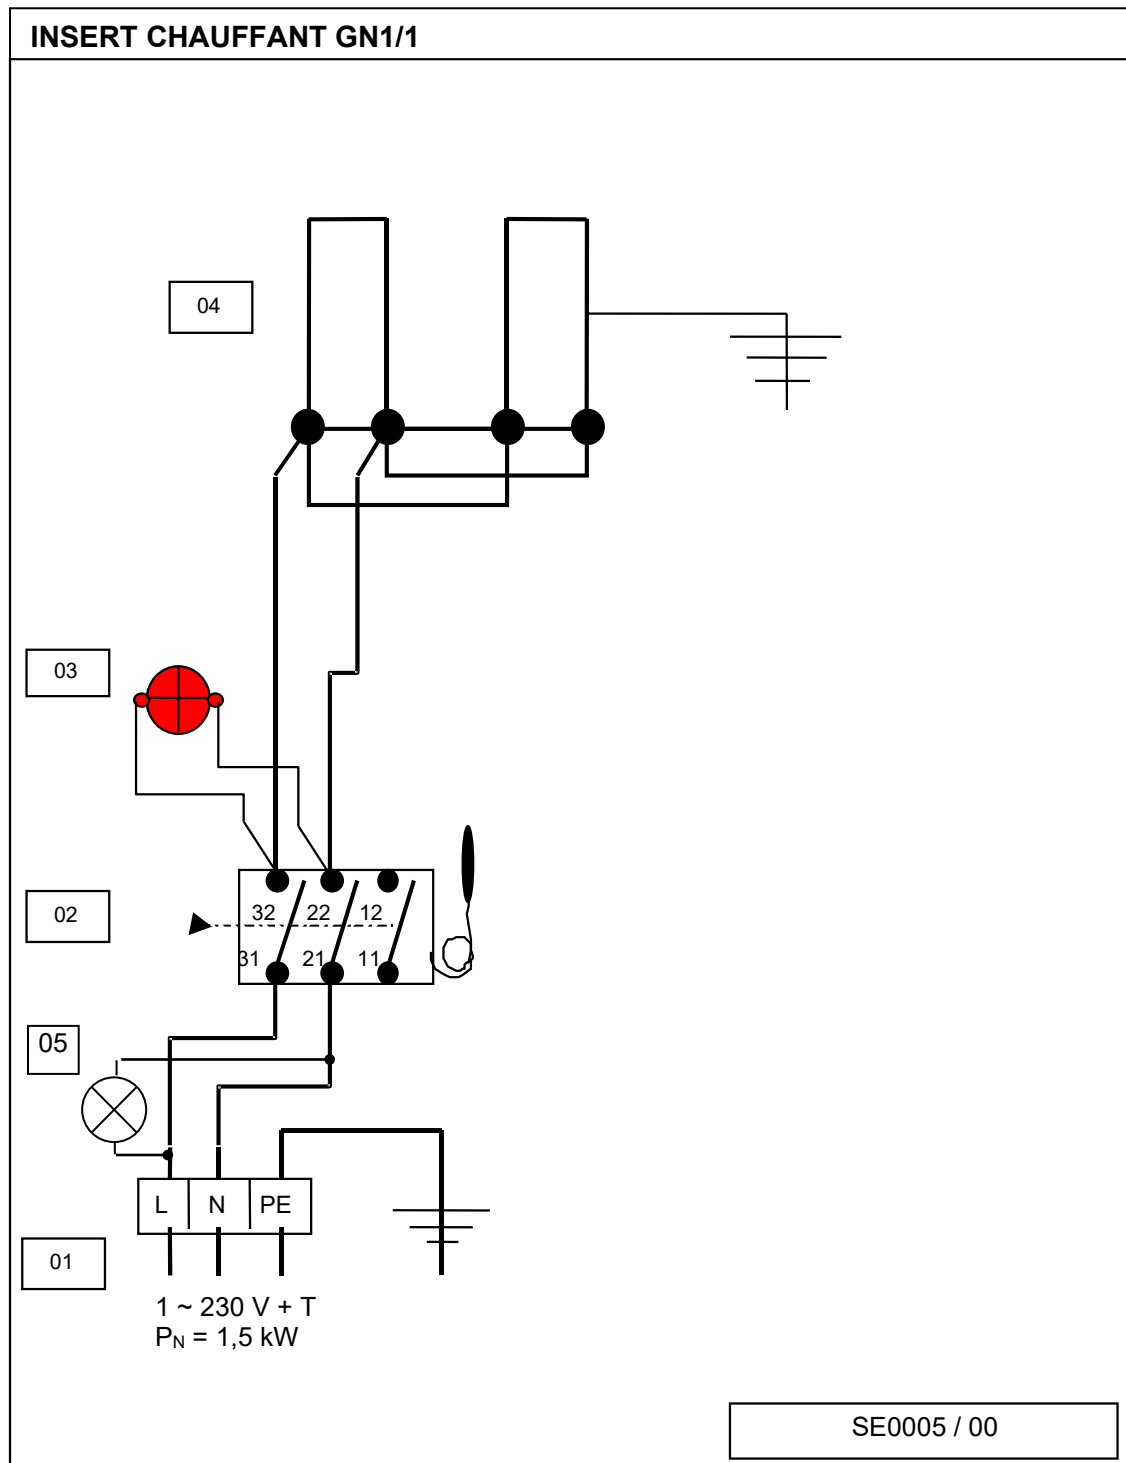 INSERT CHAUFFANT GN1/1
04
03
02
32 22 12
31 21 11
05
L N PE
01
1 ~ 230 V + T
PN = 1,5 kW
SE0005 / 00